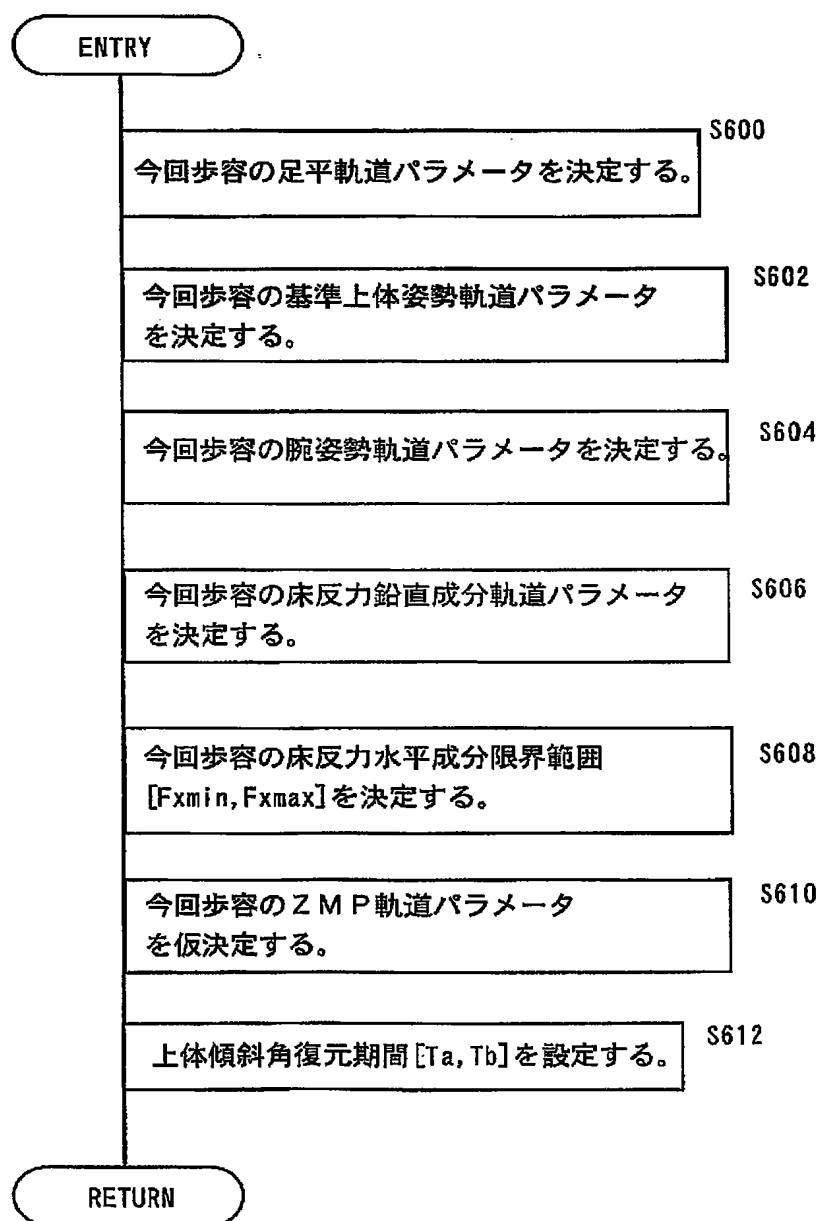 ENTRY
S600
今回歩容の足平軌道パラメータを決定する。
S602
今回歩容の基準上体姿勢軌道パラメータ
を決定する。
S604
今回歩容の腕姿勢軌道パラメータを決定する。
S606
今回歩容の床反力鉛直成分軌道パラメータ
を決定する。
S608
今回歩容の床反力水平成分限界範囲
[Fxmin,Fxmax]を決定する。
S610
今回歩容のＺＭＰ軌道パラメータ
を仮決定する。
S612
上体傾斜角復元期間[Ta,Tb]を設定する。
RETURN